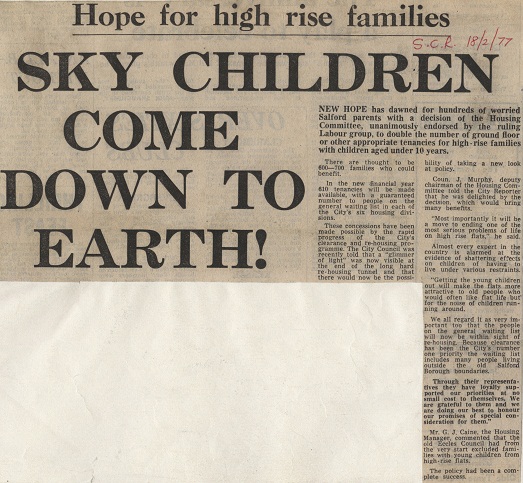 Hope for high rise families
S.C.R. 18/2/77
SKY CHILDREN
COME
DOWN TO
EARTH!
NEW HOPE has dawned for hundreds of worried
Salford parents with a decision of the Housing
Committee, unanimously endorsed by the ruling
Labour group, to double the number of ground floor
or other appropriate tenancies for high-rise families
with children aged under 10 years.
There are thought to be
600—700 families who could
benefit.
In the new financial year
610 tenancies will be made
available, with a guaranteed
number to people on the
general waiting list in each of
the City's six housing divi-
sions.
These concessions have been
made possible by the rapid
progress of the City's
clearance and re-housing pro-
gramme. The City Council was
recently told that a "glimmer
of light" was now visible at
the end of the long hard
re-housing tunnel and that
there would now be the possi-
bility of taking a new look
at policy.
Coun. J. Murphy, deputy
chairman of the Housing Com-
mittee told the City Reporter
that he was delighted by the
decision, which would bring
many benefits.
"Most importantly it will be
a move to ending one of the
most serious problems of life
on high rise flats," he said.
Almost every expert in the
country is alarmed at the
evidence of shattering effects
on children of having to
live under various restraints.
"Getting the young children
out will make the flats more
attractive to old people who
would often like flat life but
for the noise of children run-
ning around.
We all regard it as very im-
portant too that the people
on the general waiting list
will now be within sight of
re-housing. Because clearance
has been the City's number
one priority the waiting list
includes many people living
outside the old Salford
Borough boundaries.
Through their representa-
tives they have loyally sup-
ported our priorities at no
small cost to themselves. We
are grateful to them and we
are doing our best to honour
our promises of special con-
sideration for them."
Mr. G. J. Caine, the Housing
Manager, commented that the
old Eccles Council had from
the very start excluded fami-
lies with young children from
high-rise flats.
The policy had been a com-
plete success